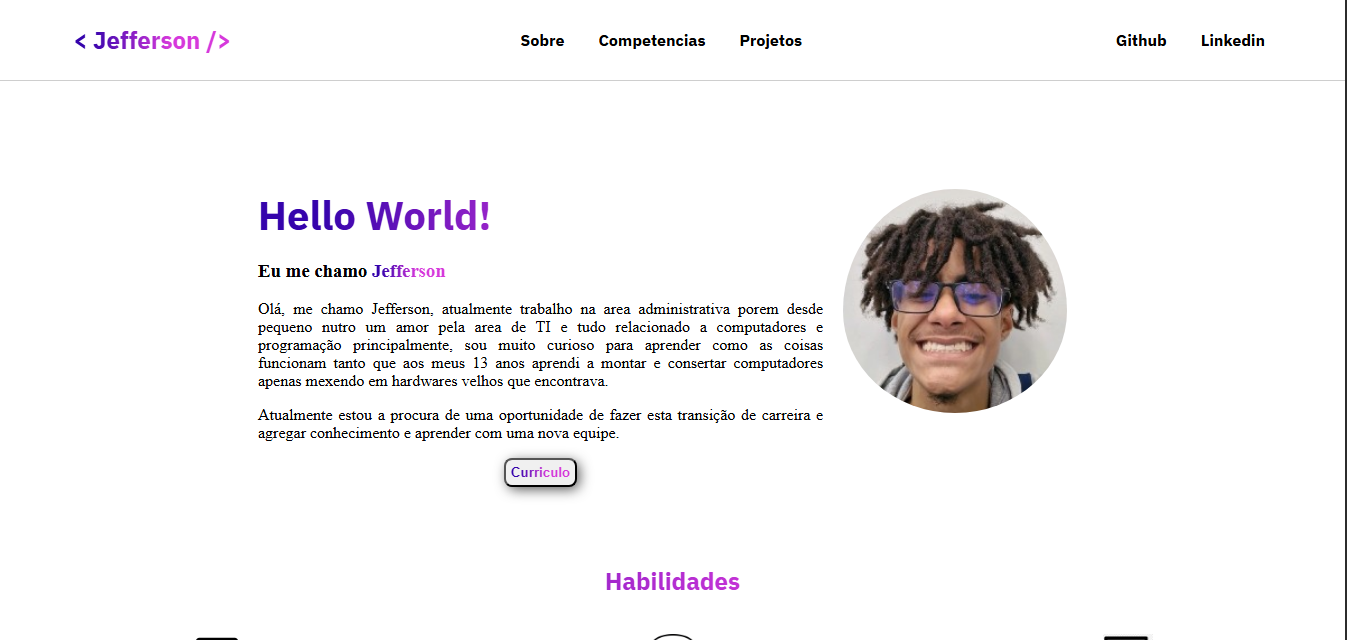 < Jefferson />
Sobre Competencias Projetos
Github Linkedin
Hello World!
Eu me chamo Jefferson
Olá, me chamo Jefferson, atualmente trabalho na area administrativa porem desde
pequeno nutro um amor pela area de TI e tudo relacionado a computadores e
programação principalmente, sou muito curioso para aprender como as coisas
funcionam tanto que aos meus 13 anos aprendi a montar e consertar computadores
apenas mexendo em hardwares velhos que encontrava.
Atualmente estou a procura de uma oportunidade de fazer esta transição de carreira e
agregar conhecimento e aprender com uma nova equipe.
Curriculo
Habilidades